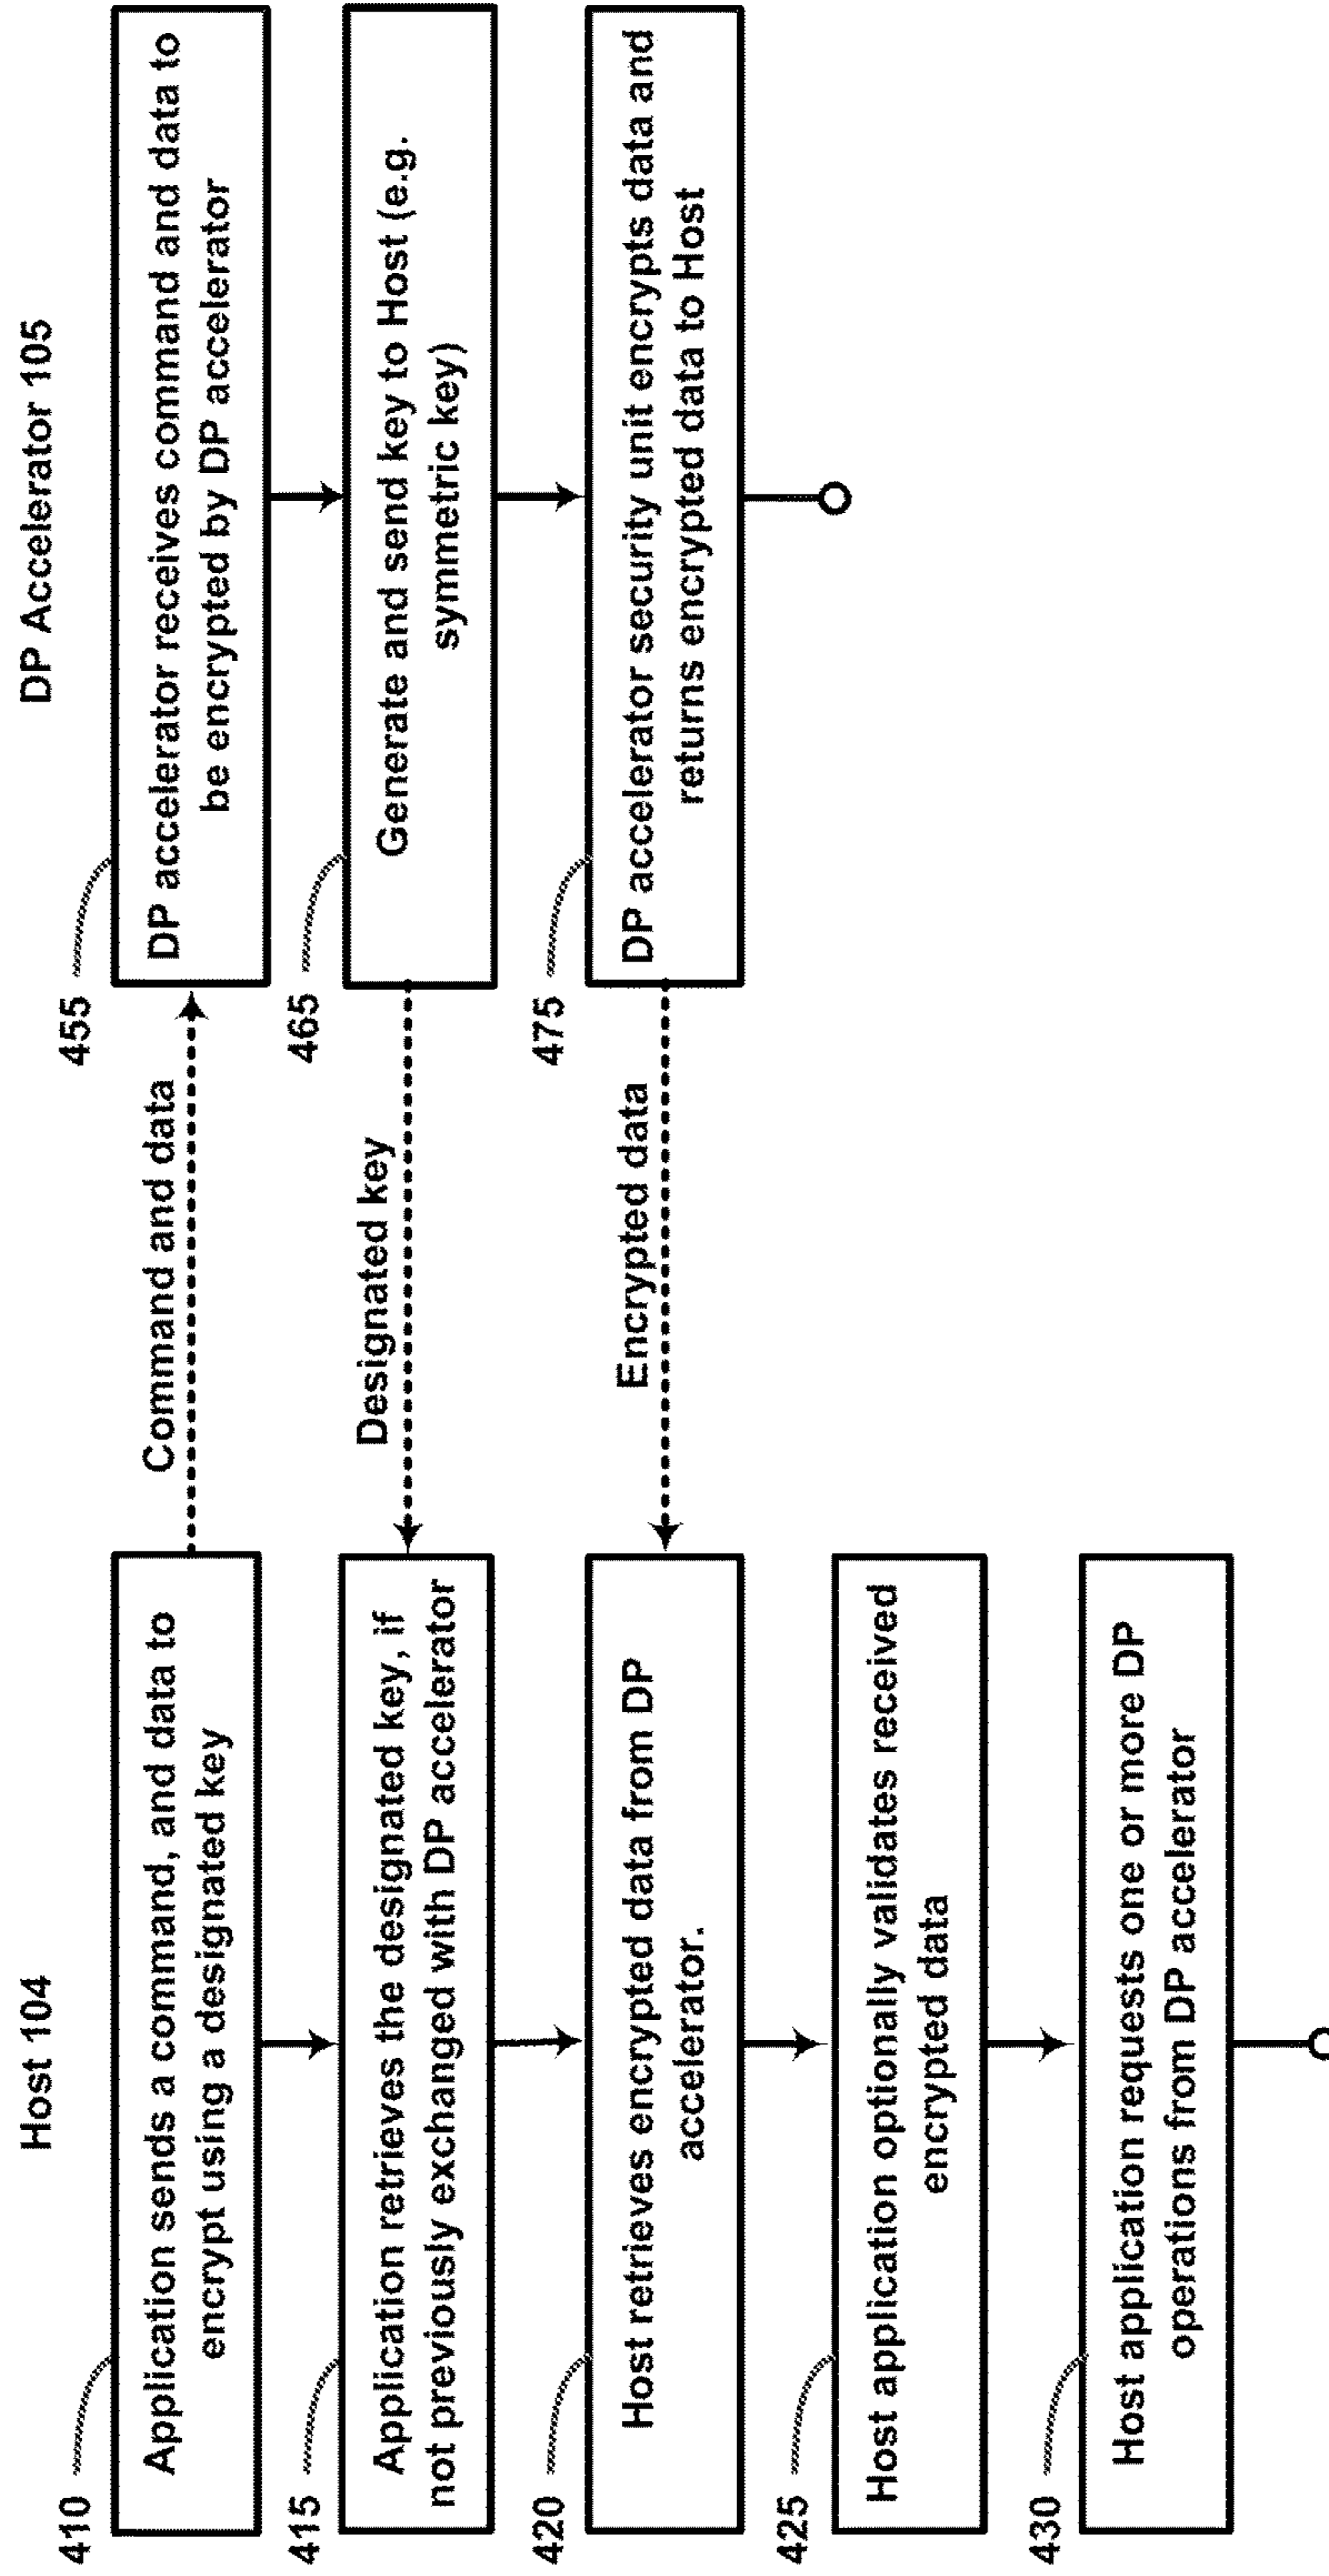 Host 104
DP Accelerator 105
410
Application sends a command, and data to
encrypt using a designated key
Command and data
455
DP accelerator receives command and data to
be encrypted by DP accelerator
415
Application retrieves the designated key, if
not previously exchanged with DP accelerator
Designated key
465
Generate and send key to Host (e.g.
symmetric key)
420
Host retrieves encrypted data from DP
accelerator.
Encrypted data
475
DP accelerator security unit encrypts data and
returns encrypted data to Host
425
Host application optionally validates received
encrypted data
430
Host application requests one or more DP
operations from DP accelerator